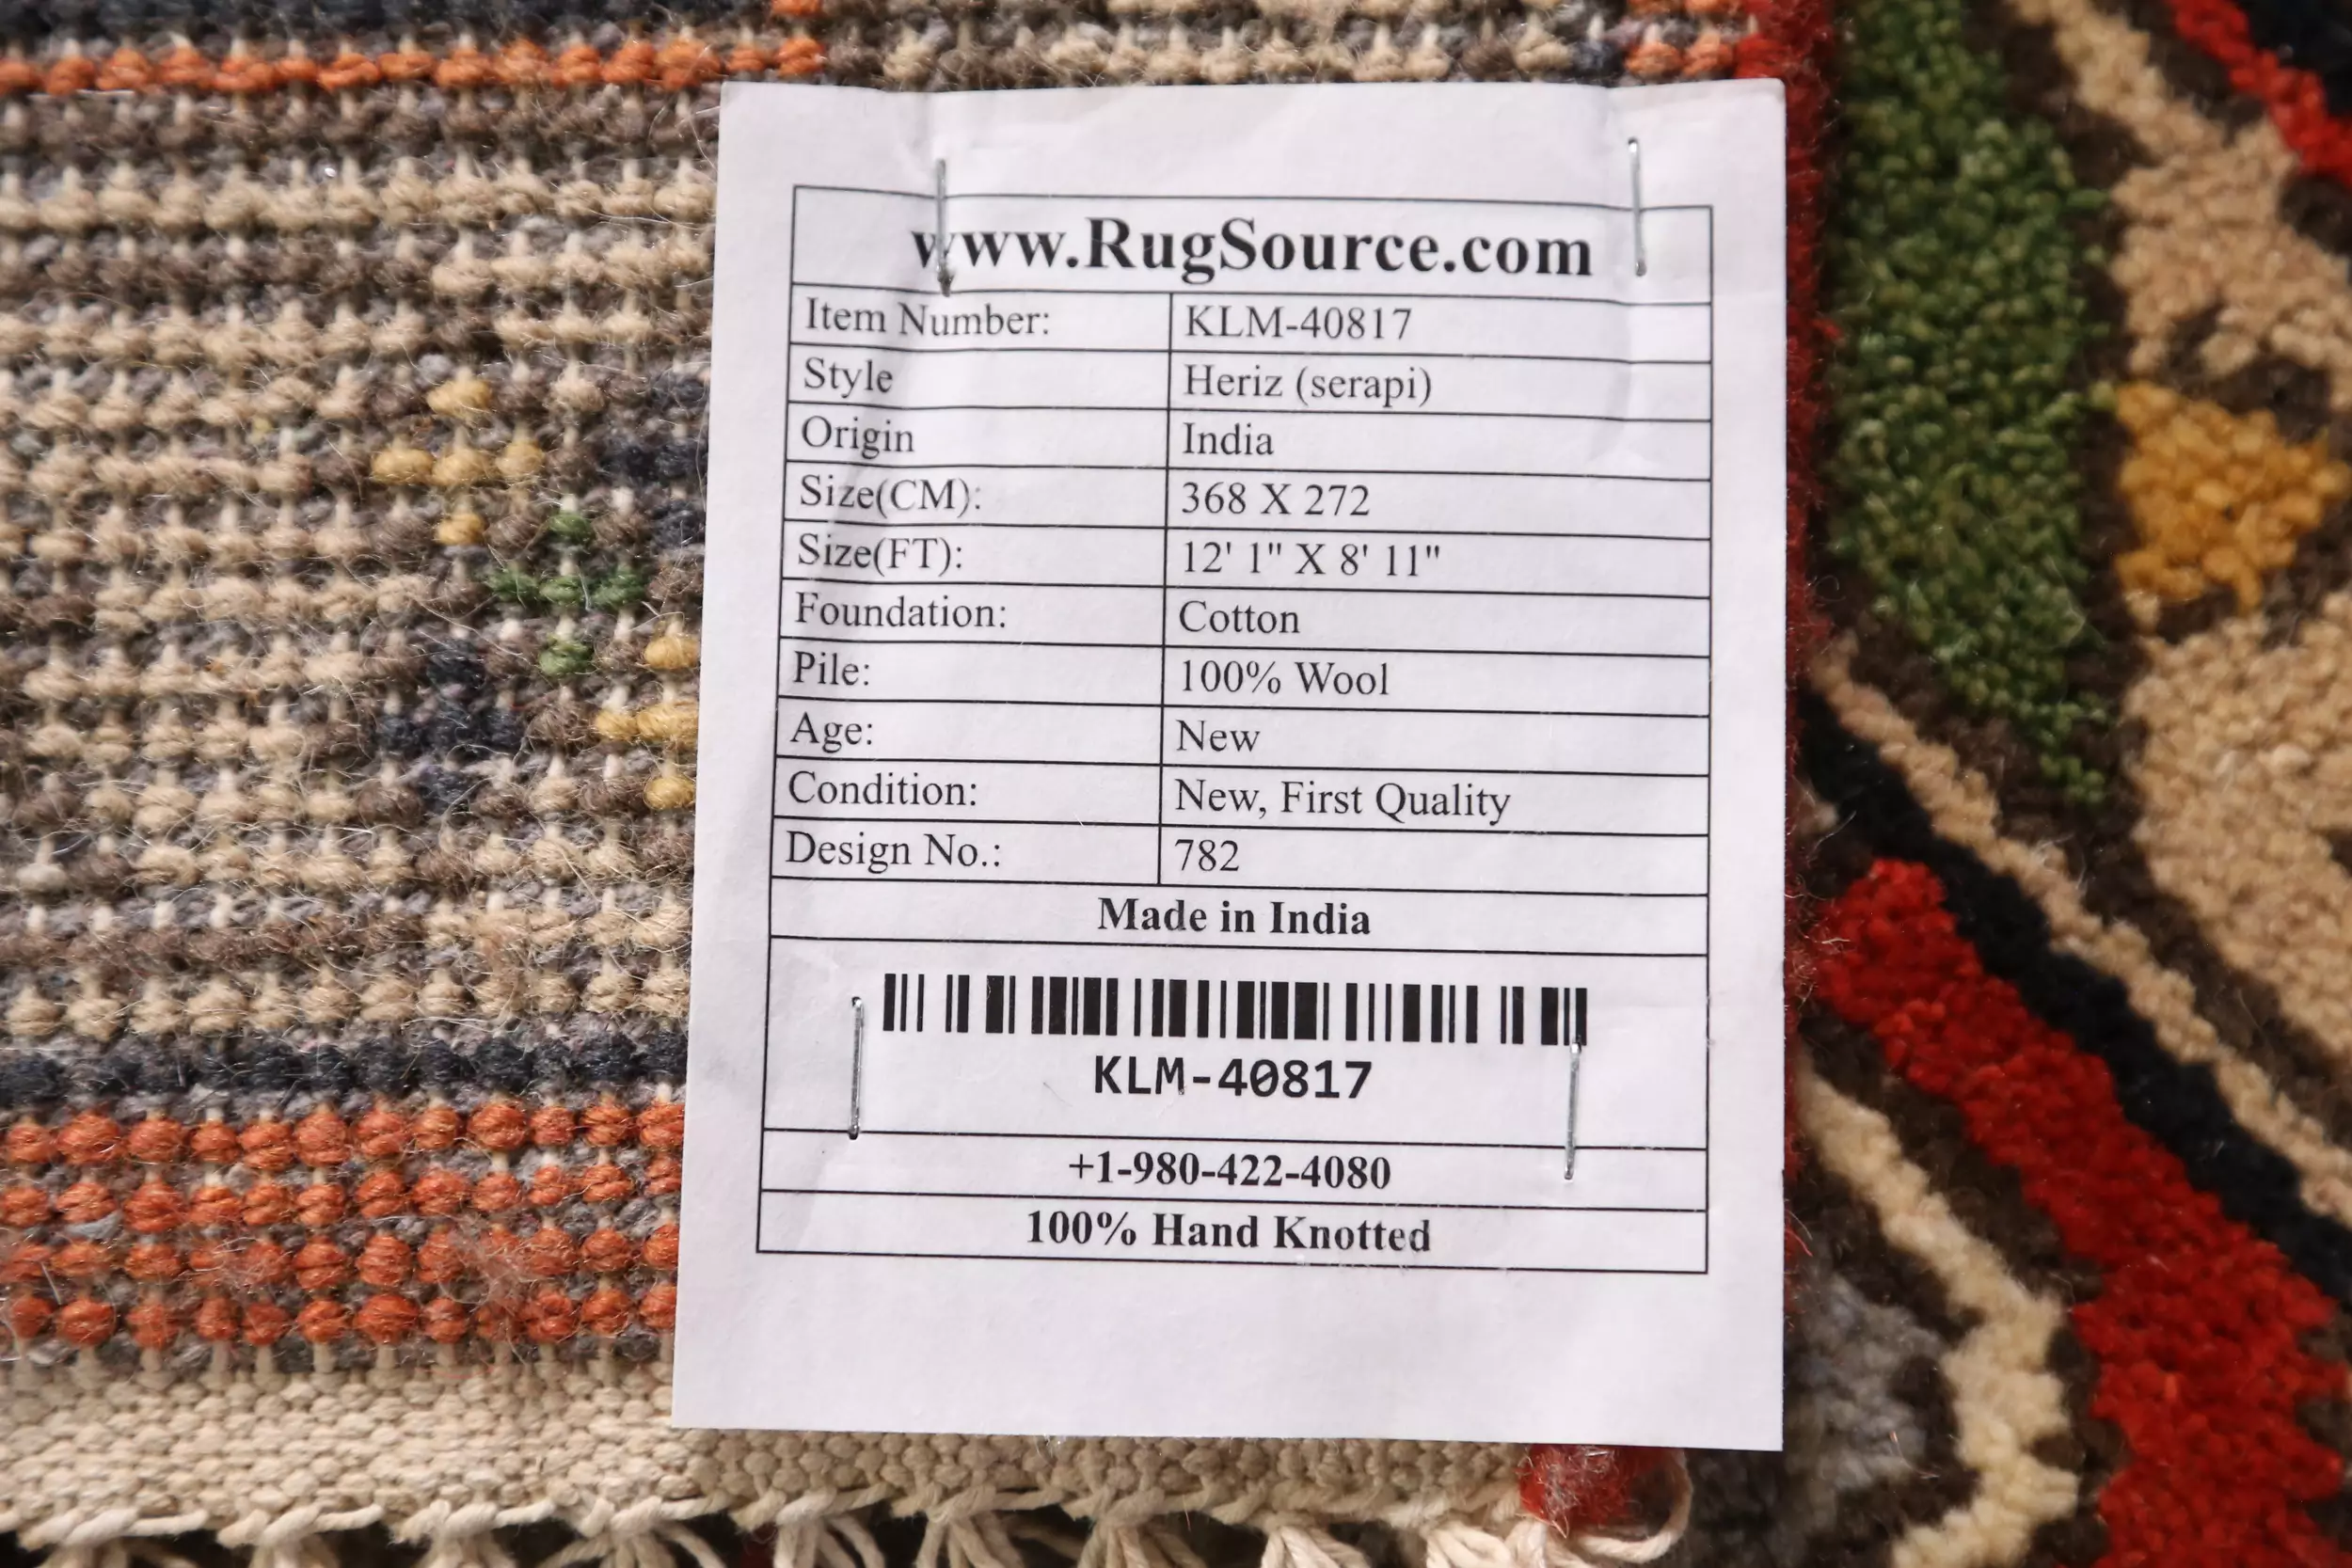 www.RugSource.com
Item Number: KLM-40817
Style Heriz (serapi)
Origin India
Size(CM): 368 X 272
Size(FT): 12' 1" X 8' 11"
Foundation: Cotton
Pile: 100% Wool
Age: New
Condition: New, First Quality
Design No.: 782
Made in India
KLM-40817
+1-980-422-4080
100% Hand Knotted